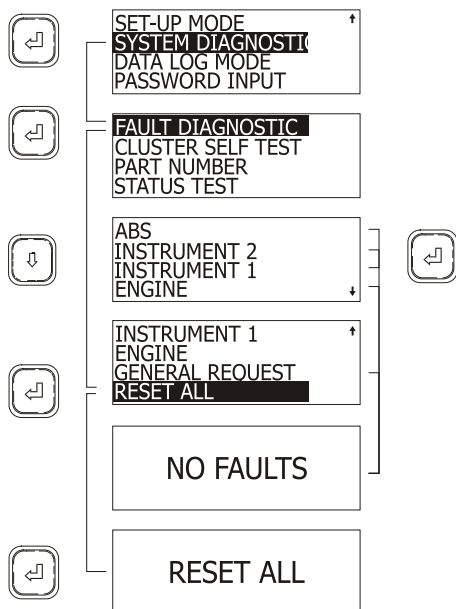 SET-UP MODE
SYSTEM DIAGNOSTI(
DATA LOG MODE
PASSWORD INPUT
FAULT DIAGNOSTIC
CLUSTER SELF TEST
PART NUMBER
STATUS TEST
ABS
INSTRUMENT 2
INSTRUMENT 1
ENGINE
INSTRUMENT 1
ENGINE
GENERAL REQUEST
RESET ALL
NO FAULTS
RESET ALL